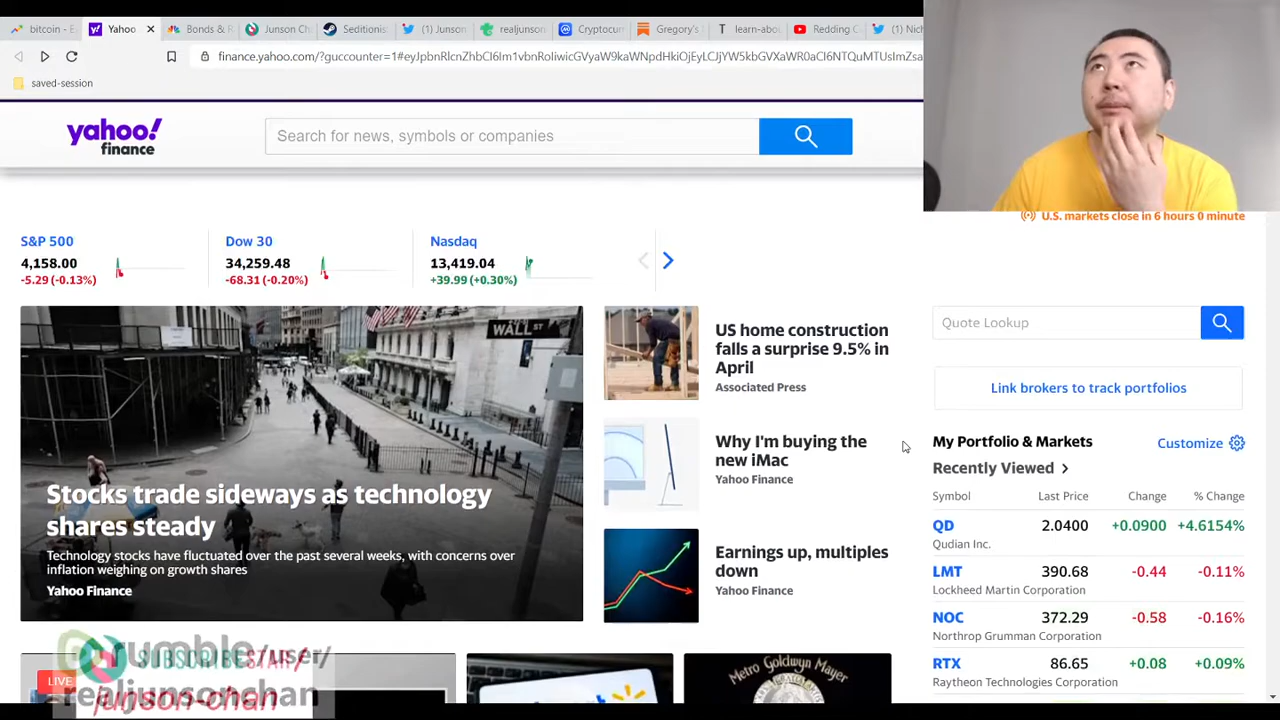 bitcoin - E
Yahoo
Bonds & R
Junson Ch
Seditionis
(1) Junson
realjunson
Cryptocur
Gregory's
learn-abou
Redding C
(1) Nich
finance.yahoo.com/?guccounter=1#
saved-session
yahoo!
finance
Search for news, symbols or companies
U.S. markets close in 6 hours 0 minute
S&P 500
4,158.00
-5.29 (-0.13%)
Dow 30
34,259.48
-68.31 (-0.20%)
Nasdaq
13,419.04
+39.99 (+0.30%)
WALL ST
Stocks trade sideways as technology
shares steady
Technology stocks have fluctuated over the past several weeks, with concerns over
inflation weighing on growth shares
Yahoo Finance
US home construction
falls a surprise 9.5% in
April
Associated Press
Why I'm buying the
new iMac
Yahoo Finance
Earnings up, multiples
down
Yahoo Finance
Quote Lookup
Link brokers to track portfolios
My Portfolio & Markets
Customize
Recently Viewed
Symbol Last Price Change % Change
QD 2.0400 +0.0900 +4.6154%
Qudian Inc.
LMT 390.68 -0.44 -0.11%
Lockheed Martin Corporation
NOC 372.29 -0.58 -0.16%
Northrop Grumman Corporation
RTX 86.65 +0.08 +0.09%
Raytheon Technologies Corporation
Metro Goldwyn Mayer
rumble
SUBSCRIBESTAR/
user/
LIVE
realjunsonchan
/junson-chan